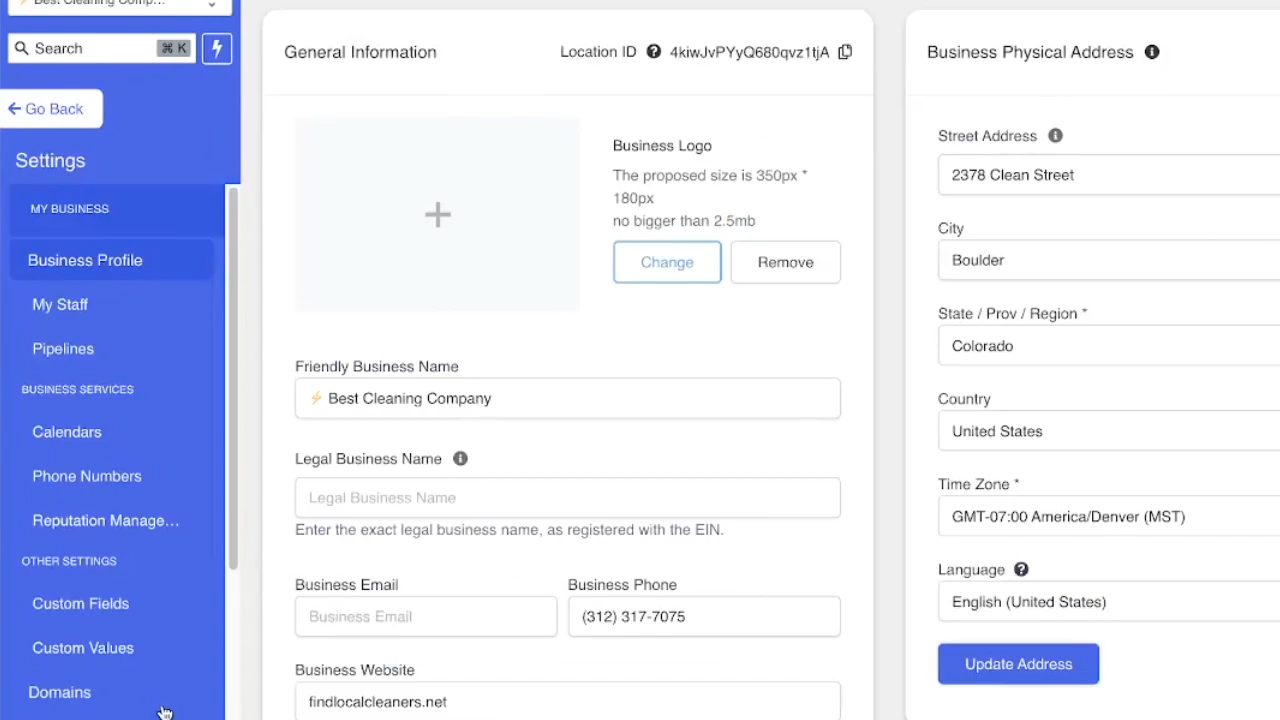 Best Cleaning Comp...
Search ⌘ K
Go Back
Settings
MY BUSINESS
Business Profile
My Staff
Pipelines
BUSINESS SERVICES
Calendars
Phone Numbers
Reputation Manage...
OTHER SETTINGS
Custom Fields
Custom Values
Domains
General Information
Location ID 4kiwJvPYyQ680qvz1tjA
Business Logo
The proposed size is 350px *
180px
no bigger than 2.5mb
Change Remove
Friendly Business Name
⚡ Best Cleaning Company
Legal Business Name
Legal Business Name
Enter the exact legal business name, as registered with the EIN.
Business Email Business Phone
Business Email (312) 317-7075
Business Website
findlocalcleaners.net
Business Physical Address
Street Address
2378 Clean Street
City
Boulder
State / Prov / Region *
Colorado
Country
United States
Time Zone *
GMT-07:00 America/Denver (MST)
Language
English (United States)
Update Address